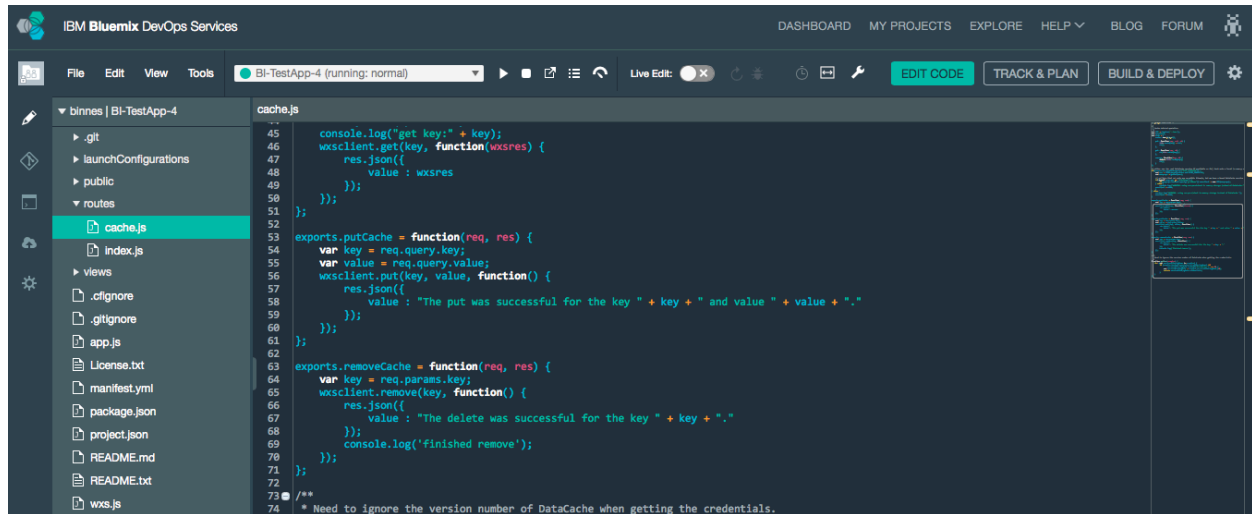 IBM Bluemix DevOps Services
DASHBOARD MY PROJECTS EXPLORE HELP BLOG FORUM
File Edit View Tools BI-TestApp-4 (running: normal) Live Edit: EDIT CODE TRACK & PLAN BUILD & DEPLOY
binnes | BI-TestApp-4
.git
launchConfigurations
public
routes
cache.js
index.js
views
.cfignore
.gitignore
app.js
License.txt
manifest.yml
package.json
project.json
README.md
README.txt
wxs.js
cache.js
45 console.log("get key:" + key);
46 wxsclient.get(key, function(wxsres) {
47 res.json({
48 value : wxsres
49 });
50 });
51 };
52
53 exports.putCache = function(req, res) {
54 var key = req.query.key;
55 var value = req.query.value;
56 wxsclient.put(key, value, function() {
57 res.json({
58 value : "The put was successful for the key " + key + " and value " + value + "."
59 });
60 });
61 };
62
63 exports.removeCache = function(req, res) {
64 var key = req.params.key;
65 wxsclient.remove(key, function() {
66 res.json({
67 value : "The delete was successful for the key " + key + "."
68 });
69 console.log('finished remove');
70 });
71 };
72
73 /**
74 * Need to ignore the version number of DataCache when getting the credentials.